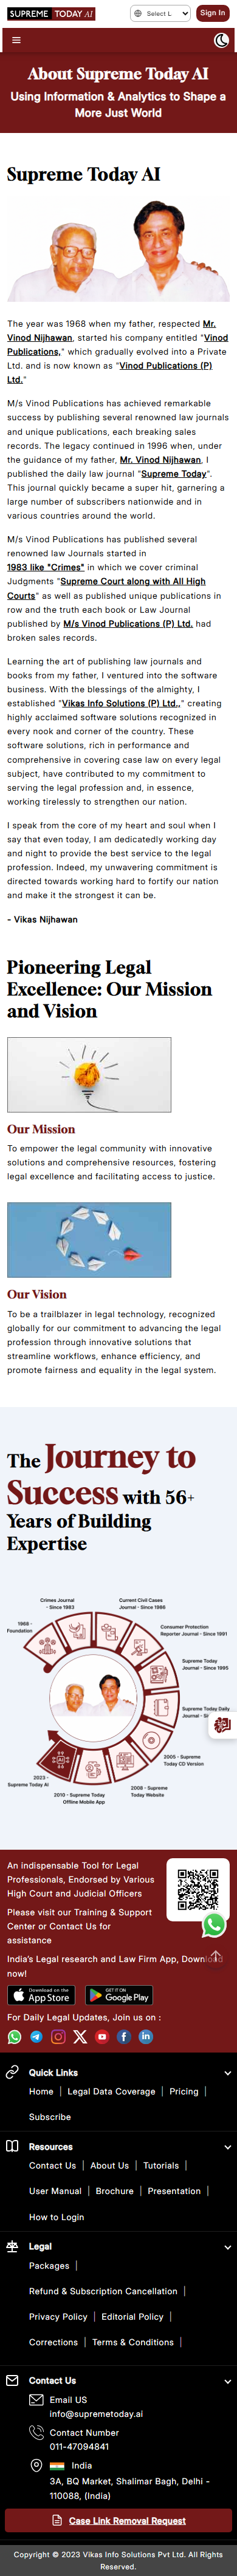 SUPREME TODAY AI
Select L
Sign In
About Supreme Today AI
Using Innovation & Analytics to Shape a
More Just World
Supreme Today AI
The year was 1968 when my father, respected Mr.
Vinod Nijhawan, started his company entitled "Vinod
Publications," which gradually evolved into a Private
Ltd. and is now known as "Vinod Publications (P)
Ltd."
M/s Vinod Publications has achieved remarkable
success by publishing several renowned law journals
and unique publications, each breaking sales
records. The legacy continued in 1996 when, under
the guidance of my father, Mr. Vinod Nijhawan, I
published the daily law journal "Supreme Today".
This journal quickly became a super hit, garnering a
large number of subscribers nationwide and in
various countries around the world.
M/s Vinod Publications has published several
renowned Law Journals started in
1983 like "Crimes" in which we cover criminal
Judgments "Supreme Court along with All High
Courts" as well as published unique publications in
row and the truth each book or Law Journal
published by M/s Vinod Publications (P) Ltd. had
broken sales records.
Learning the art of publishing law journals and
books from my father, I ventured into the software
business. With the blessings of the almighty, I
established "Vikas Info Solutions (P) Ltd.," creating
highly acclaimed software solutions recognized in
every nook and corner of the country. These
software solutions, rich in performance and
comprehensive in covering case law on every legal
subject, have contributed to my commitment to
serving the legal profession and, in essence,
working tirelessly to strengthen our nation.
I speak from the core of my heart and soul when I
say that even today, I am dedicatedly working day
and night to provide the best service to the legal
profession. Indeed, my unwavering commitment is
directed towards working hard to fortify our nation
and make it the strongest it can be.
- Vikas Nijhawan
Pioneering Legal
Excellence: Our Mission
and Vision
Our Mission
To empower the legal community with innovative
solutions and comprehensive resources, fostering
legal excellence and facilitating access to justice.
Our Vision
To be a trailblazer in legal technology, recognized
globally for our commitment to advancing the legal
profession through innovative solutions that
streamline workflows, enhance efficiency, and
promote fairness and equality in the legal system.
The Journey to
Success with 56+
Years of Building
Expertise
1968 -
Foundation
Crimes Journal
- Since 1983
Current Civil Cases
Journal - Since 1986
Consumer Protection
Reporter Journal - Since 1991
Supreme Today
Journal - Since 1995
Supreme Today Daily
2005 - Supreme
Today CD Version
2008 - Supreme
Today Website
2010 - Supreme Today
Offline Mobile App
2023 -
Supreme Today AI
An indispensable Tool for Legal
Professionals, Endorsed by Various
High Court and Judicial Officers
Please visit our Training & Support
Center or Contact Us for
assistance
India's Legal research and Law Firm App, Download
now!
Download on the App Store
GET IT ON Google Play
For Daily Legal Updates, Join us on :
Quick Links
Home | Legal Data Coverage | Pricing |
Subscribe
Resources
Contact Us | About Us | Tutorials |
User Manual | Brochure | Presentation |
How to Login
Legal
Packages |
Refund & Subscription Cancellation |
Privacy Policy | Editorial Policy |
Corrections | Terms & Conditions |
Contact Us
Email US
info@supremetoday.ai
Contact Number
011-47094841
India
3A, BQ Market, Shalimar Bagh, Delhi -
110088, (India)
Case Link Removal Request
Copyright © 2023 Vikas Info Solutions Pvt Ltd. All Rights
Reserved.